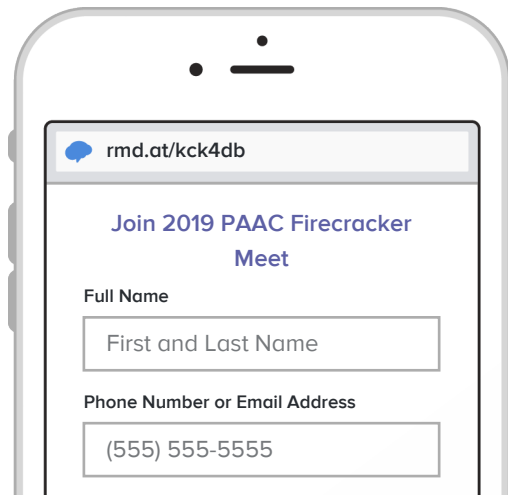 rmd.at/kck4db
Join 2019 PAAC Firecracker
Meet
Full Name
First and Last Name
Phone Number or Email Address
(555) 555-5555